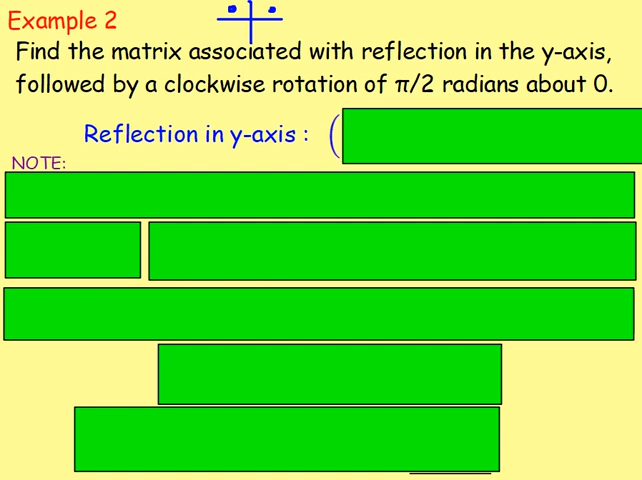 Example 2
Find the matrix associated with reflection in the y-axis,
followed by a clockwise rotation of π/2 radians about 0.
Reflection in y-axis : (
NOTE: